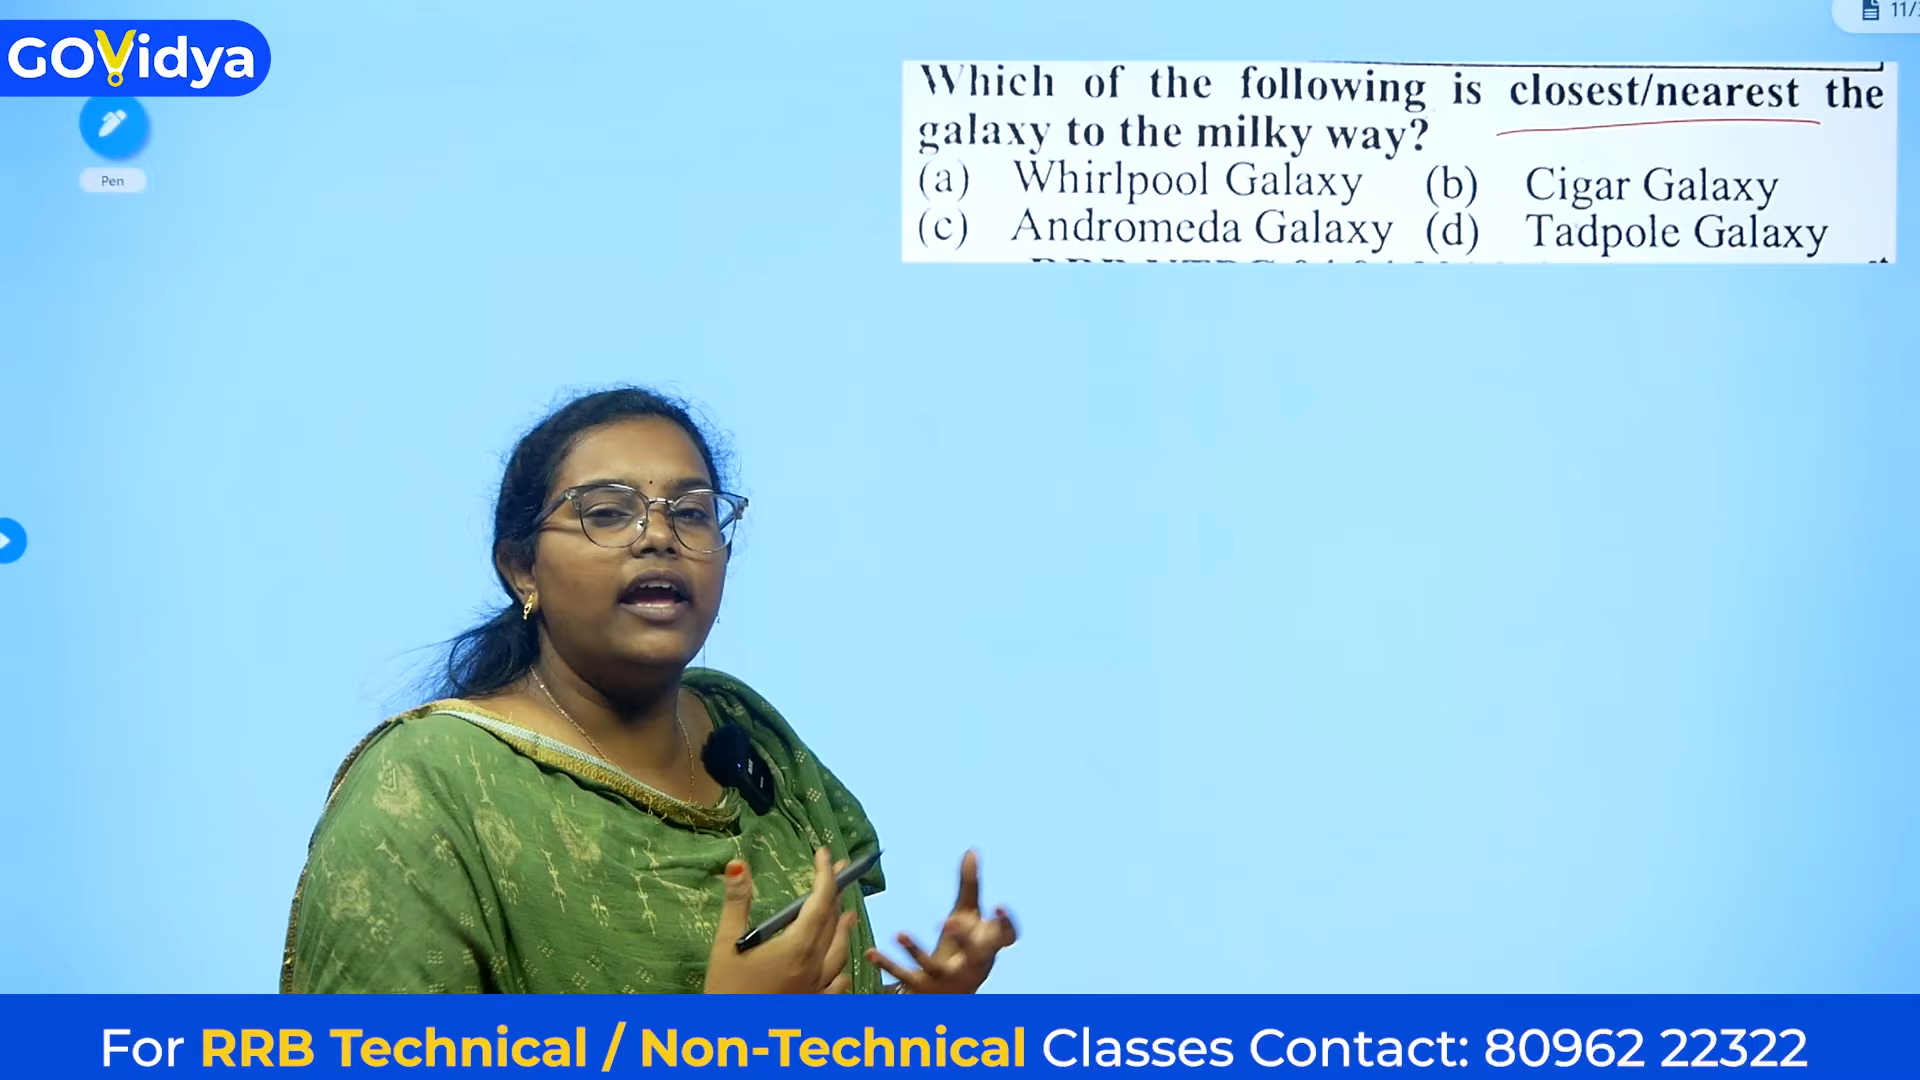 GOVidya
11/
Pen
Which of the following is closest/nearest the
galaxy to the milky way?
(a) Whirlpool Galaxy (b) Cigar Galaxy
(c) Andromeda Galaxy (d) Tadpole Galaxy
For RRB Technical / Non-Technical Classes Contact: 80962 22322